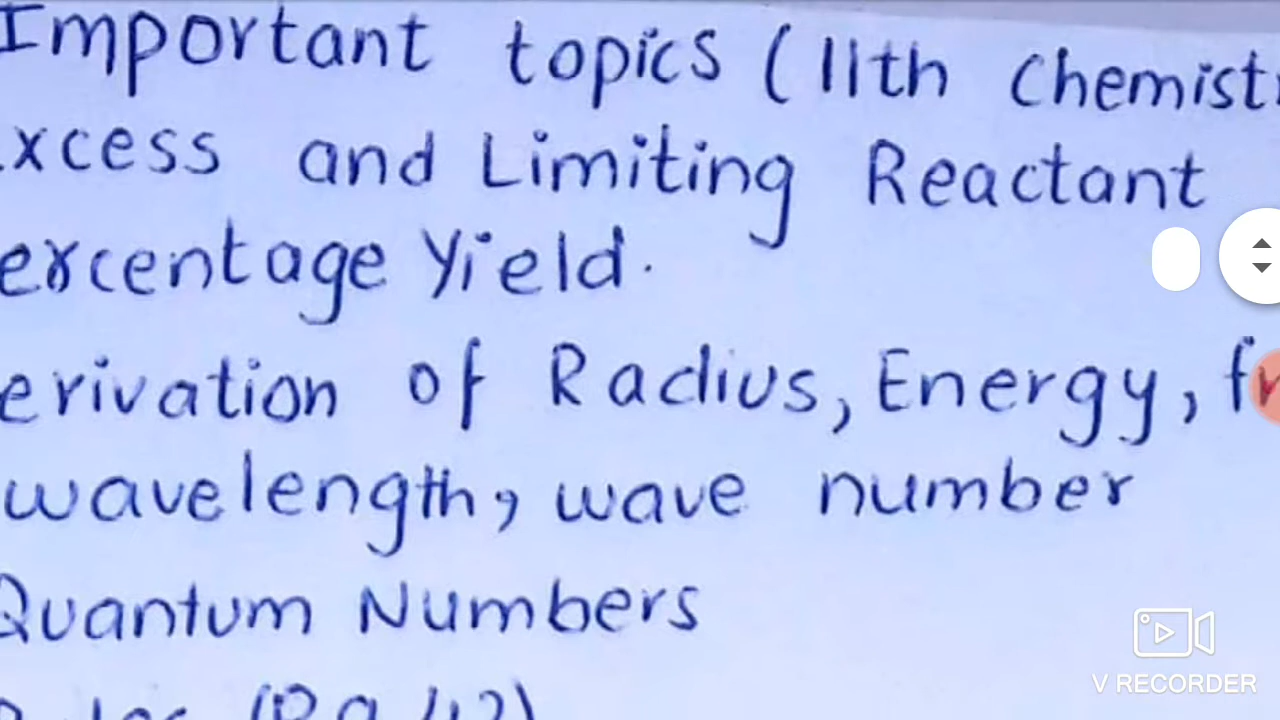 Important topics (11th Chemist
xcess and Limiting Reactant
ercentage Yield.
erivation of Radius, Energy, fr
wavelength, wave number
Quantum Numbers
V RECORDER